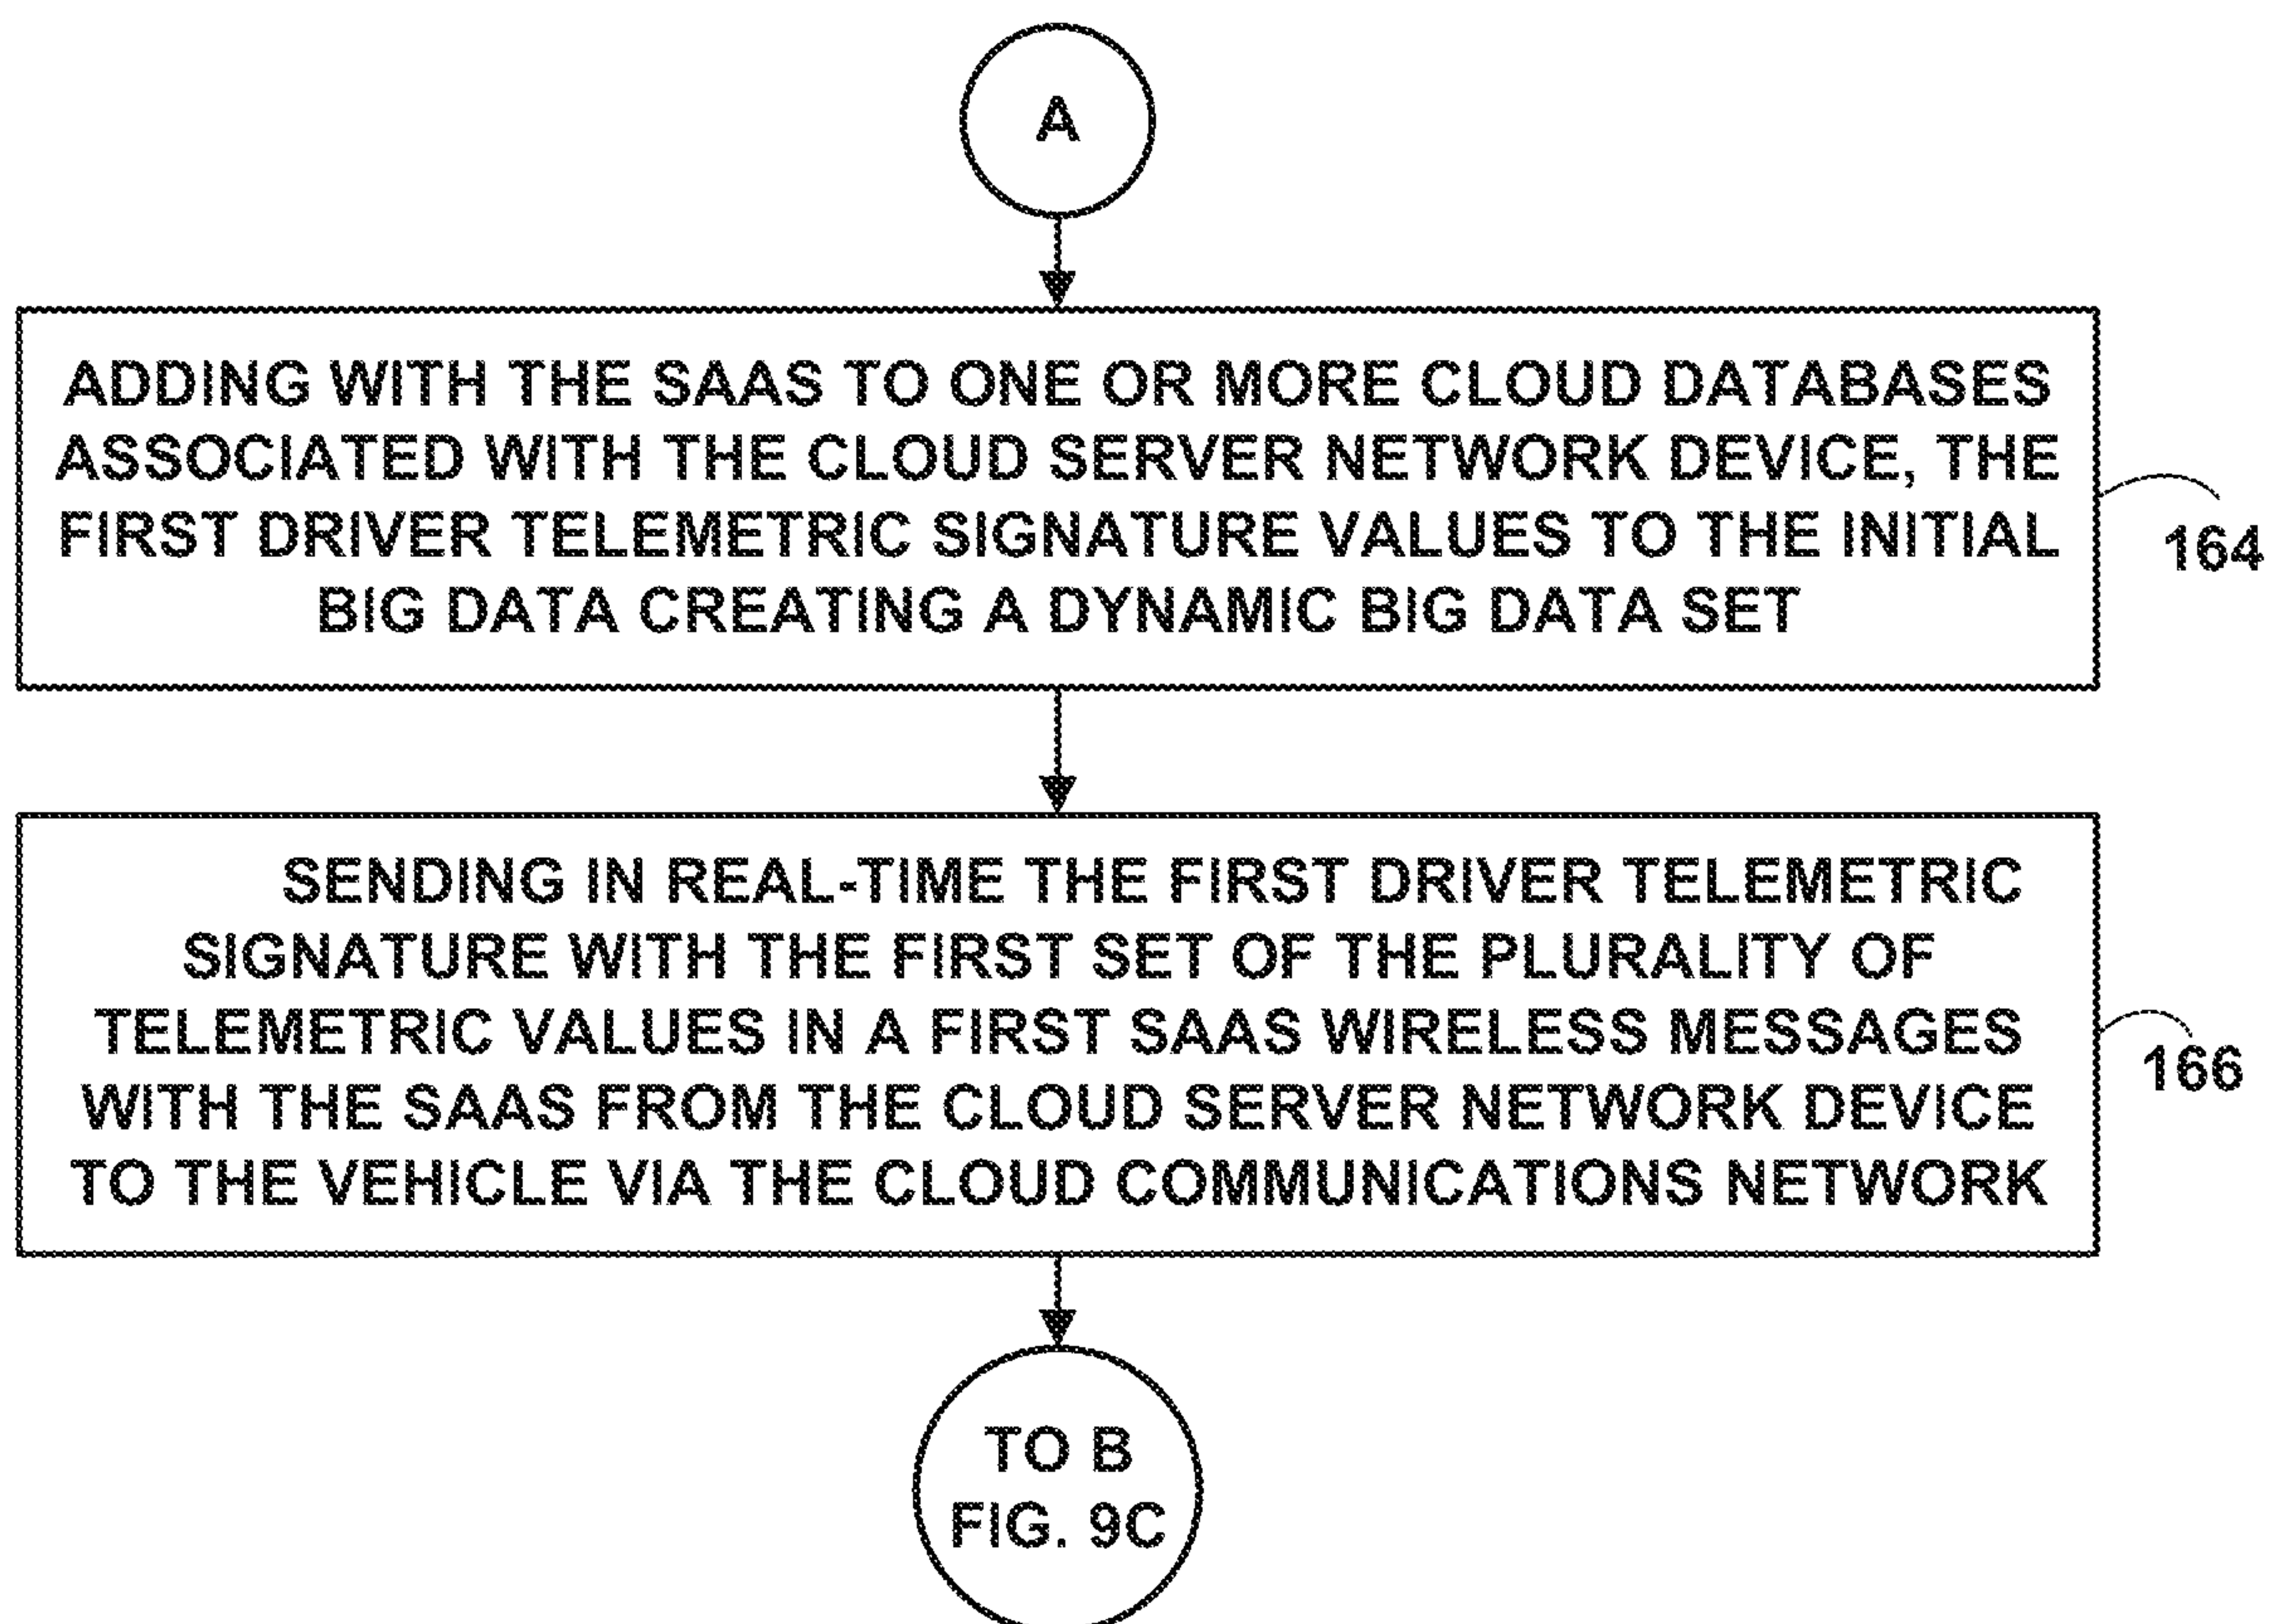 A
ADDING WITH THE SAAS TO ONE OR MORE CLOUD DATABASES
ASSOCIATED WITH THE CLOUD SERVER NETWORK DEVICE, THE
FIRST DRIVER TELEMETRIC SIGNATURE VALUES TO THE INITIAL
BIG DATA CREATING A DYNAMIC BIG DATA SET
164
SENDING IN REAL-TIME THE FIRST DRIVER TELEMETRIC
SIGNATURE WITH THE FIRST SET OF THE PLURALITY OF
TELEMETRIC VALUES IN A FIRST SAAS WIRELESS MESSAGES
WITH THE SAAS FROM THE CLOUD SERVER NETWORK DEVICE
TO THE VEHICLE VIA THE CLOUD COMMUNICATIONS NETWORK
166
TO B
FIG. 9C